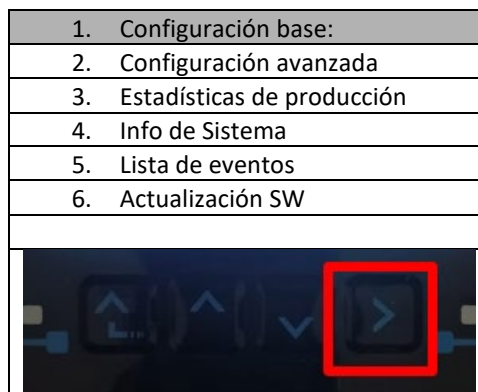 1. Configuración base:
2. Configuración avanzada
3. Estadísticas de producción
4. Info de Sistema
5. Lista de eventos
6. Actualización SW